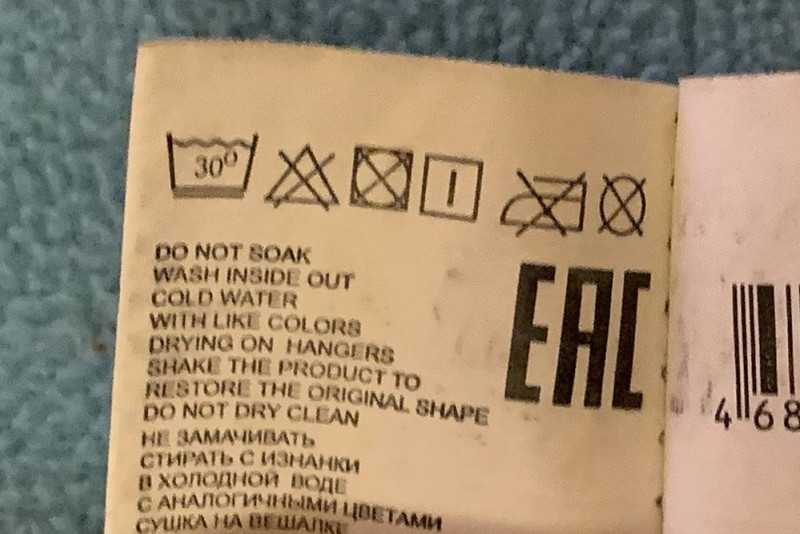 30º
DO NOT SOAK
WASH INSIDE OUT
COLD WATER
WITH LIKE COLORS
DRYING ON HANGERS
SHAKE THE PRODUCT TO
RESTORE THE ORIGINAL SHAPE
DO NOT DRY CLEAN
НЕ ЗАМАЧИВАТЬ
СТИРАТЬ С ИЗНАНКИ
В ХОЛОДНОЙ ВОДЕ
С АНАЛОГИЧНЫМИ ЦВЕТАМИ
СУШКА НА ВЕШАЛКЕ
EAC
468